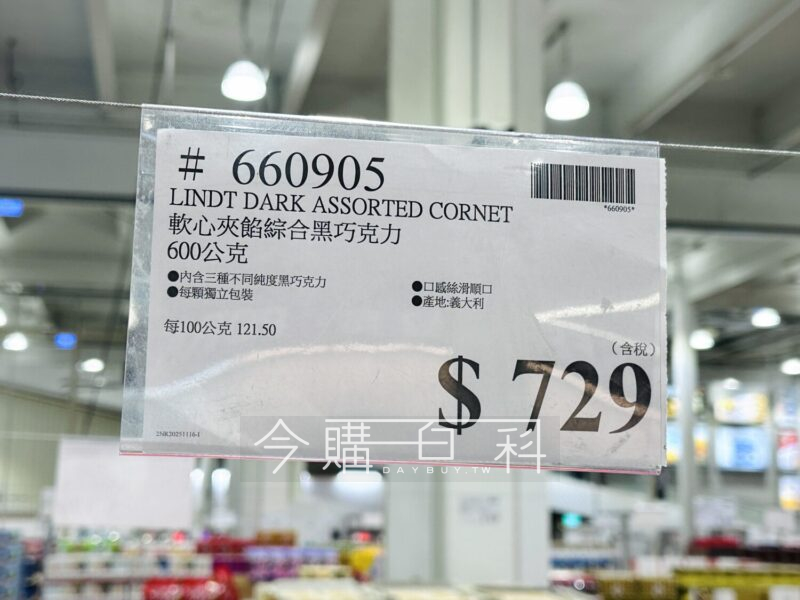 # 660905
*660905*
LINDT DARK ASSORTED CORNET
軟心夾餡綜合黑巧克力
600公克
●內含三種不同純度黑巧克力
●口感絲滑順口
●每顆獨立包裝
●產地:義大利
每100公克 121.50
(含稅)
$ 729
2NR20251116-I
今購百科
DAYBUY.TW